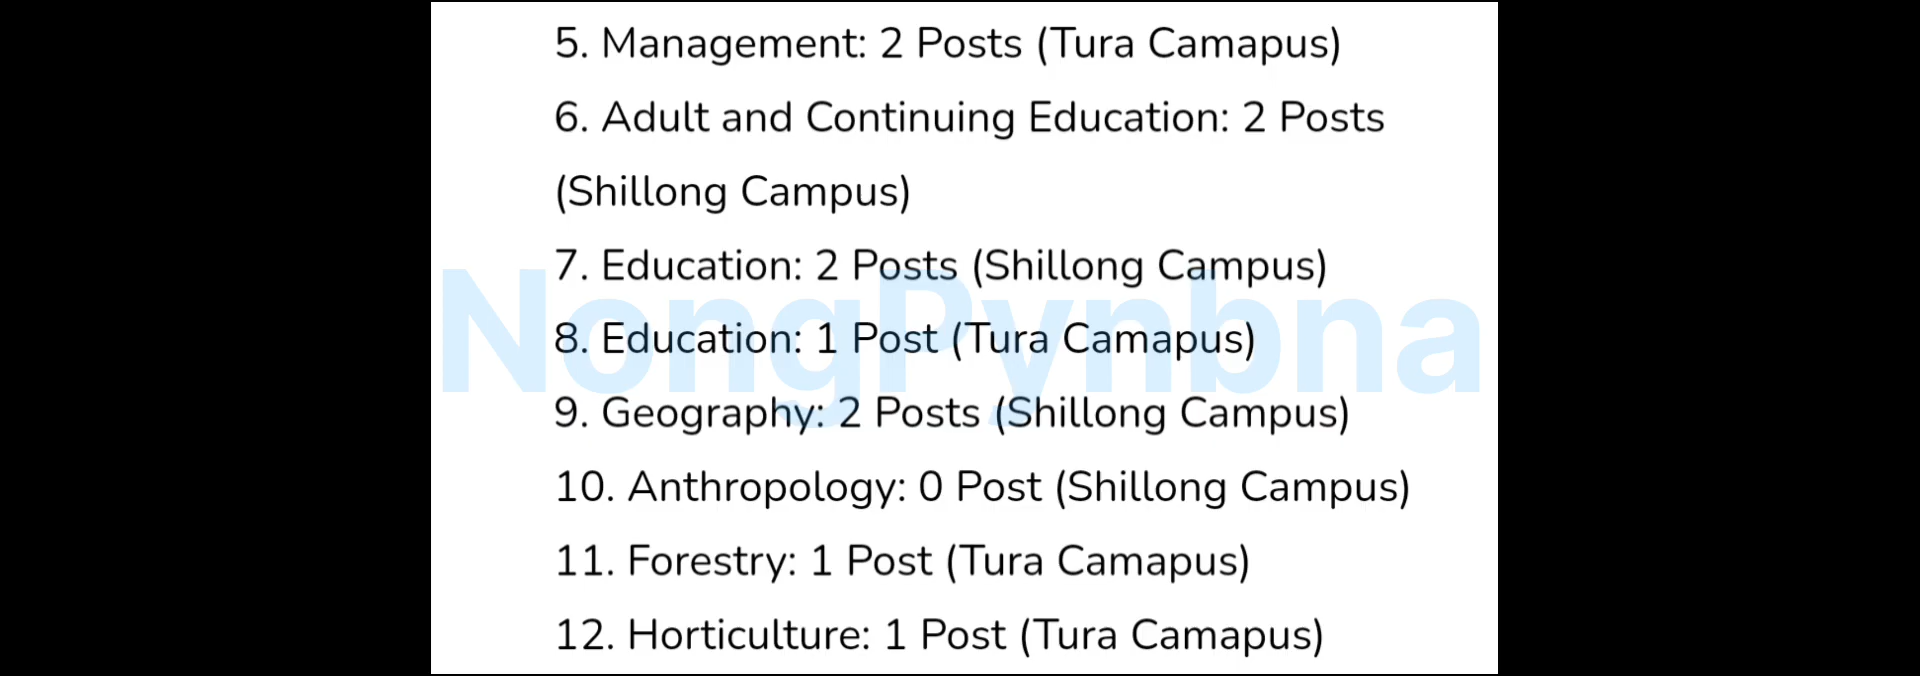 5. Management: 2 Posts (Tura Camapus)
6. Adult and Continuing Education: 2 Posts
(Shillong Campus)
7. Education: 2 Posts (Shillong Campus)
NongPynbna
8. Education: 1 Post (Tura Camapus)
9. Geography: 2 Posts (Shillong Campus)
10. Anthropology: 0 Post (Shillong Campus)
11. Forestry: 1 Post (Tura Camapus)
12. Horticulture: 1 Post (Tura Camapus)